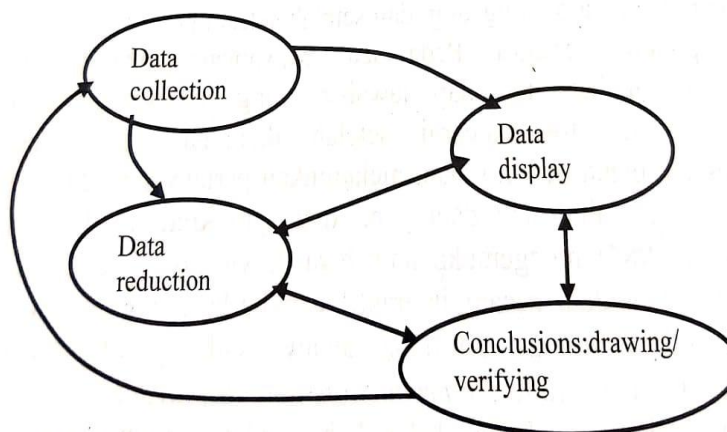 Data
collection
Data
display
Data
reduction
Conclusions:drawing/
verifying